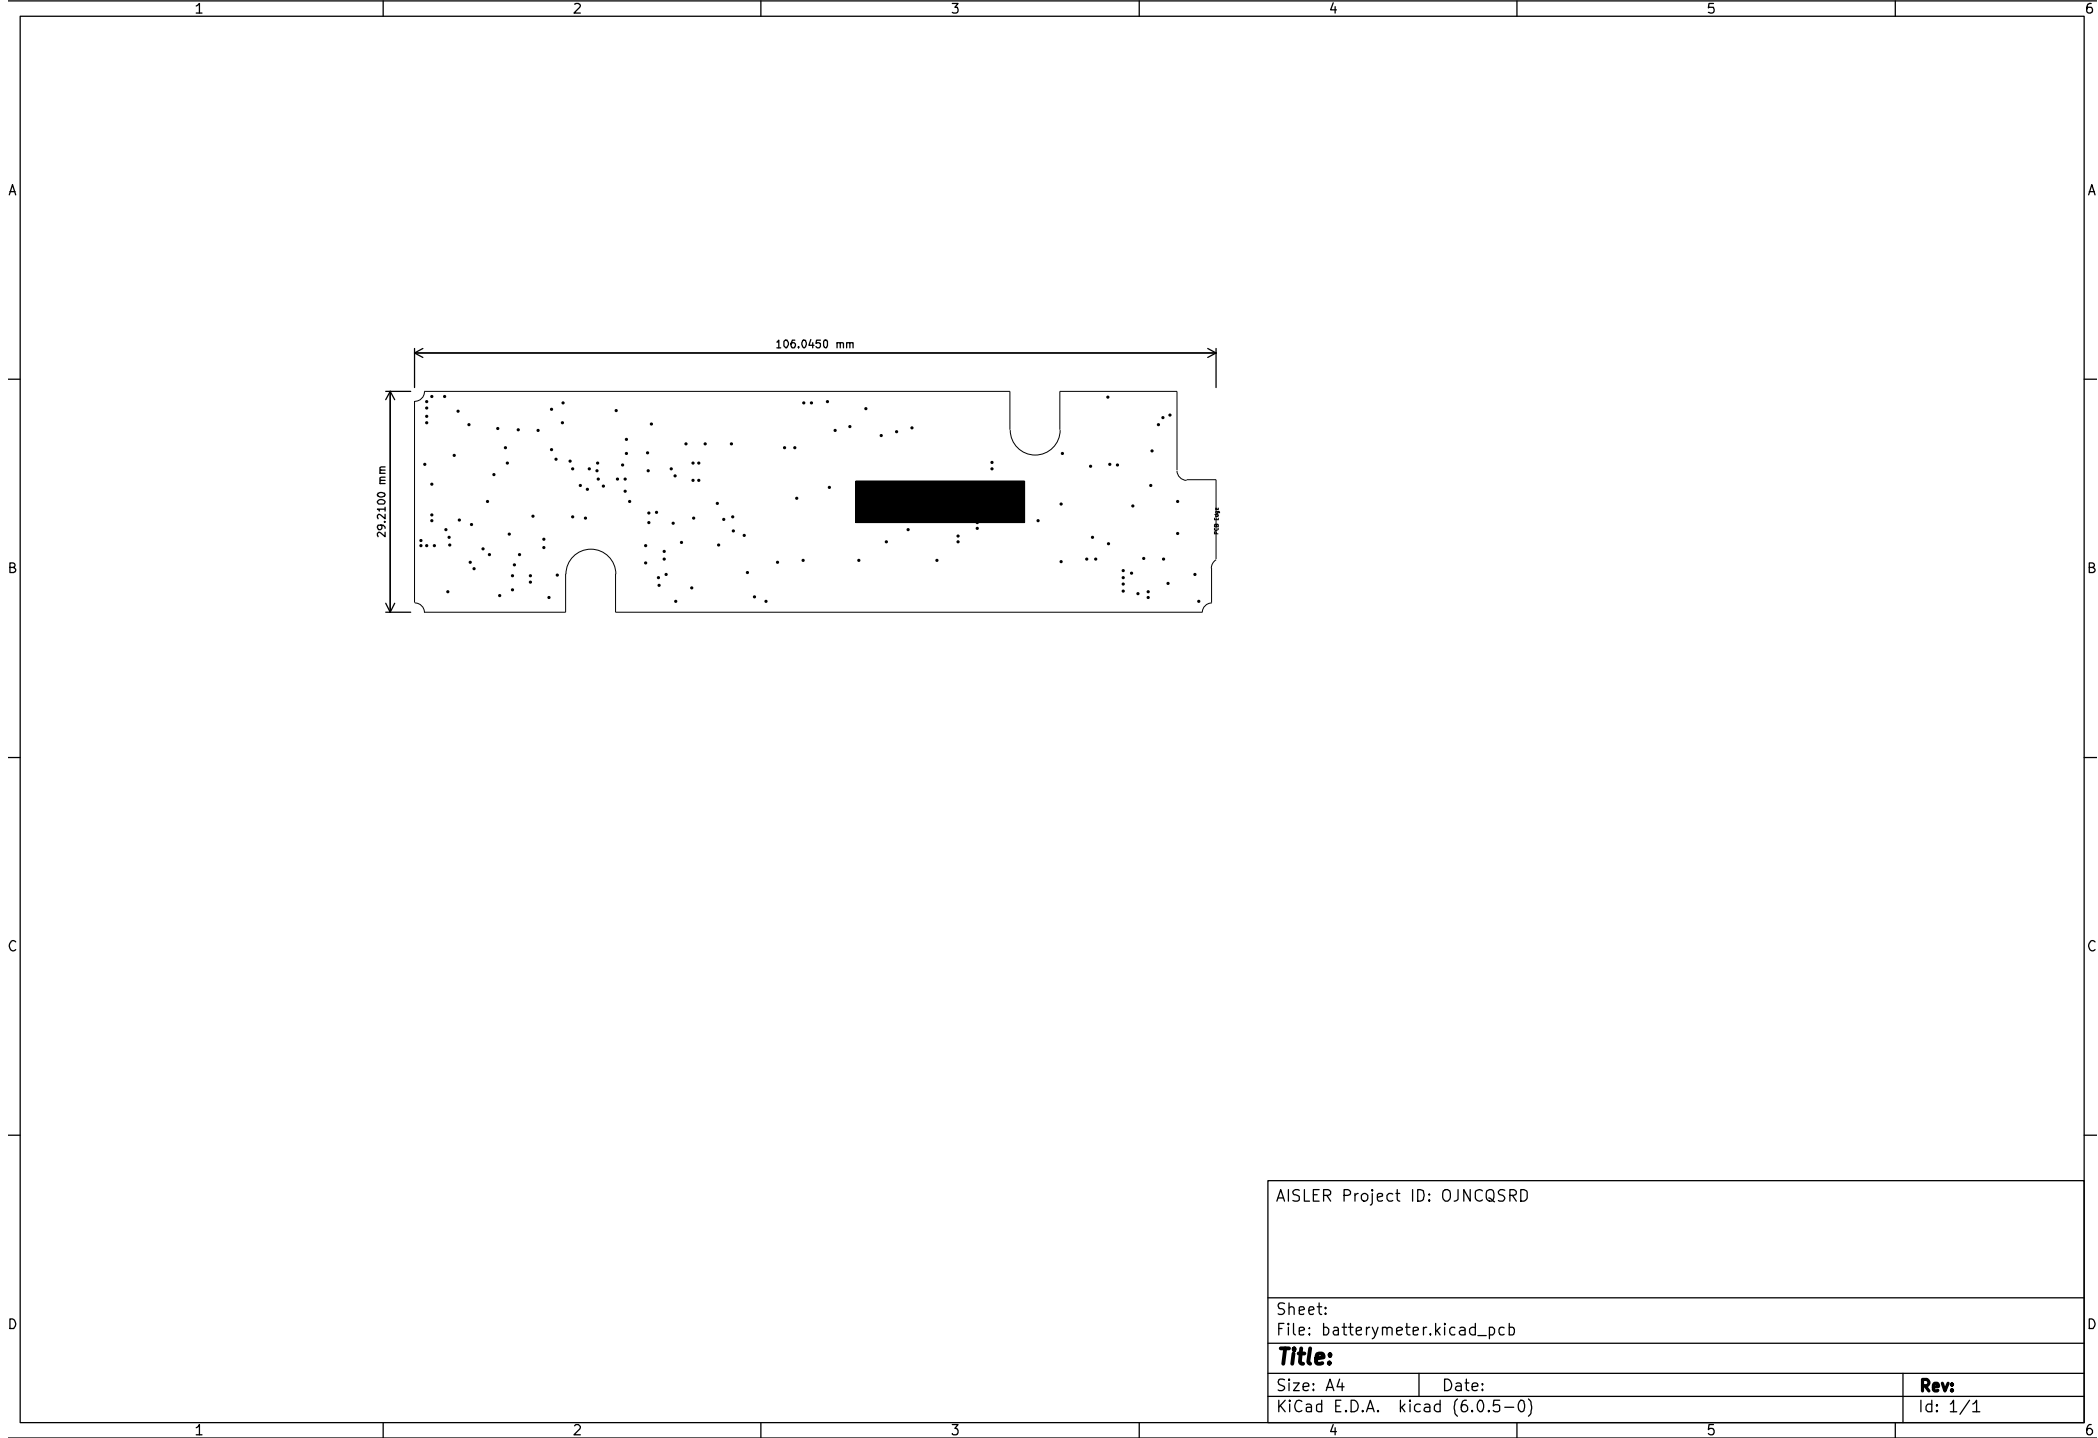 1 2 3 4 5 6
A A
106.0450 mm
29.2100 mm
PCB Edge
B B
C C
AISLER Project ID: OJNCQSRD
Sheet:
File: batterymeter.kicad_pcb
D D
Title:
Size: A4 Date: Rev:
KiCad E.D.A. kicad (6.0.5-0) Id: 1/1
1 2 3 4 5 6